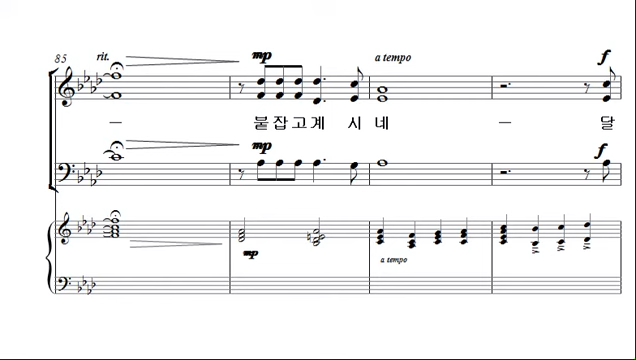 85 rit. mp a tempo f
붙잡고계 시 네 달
mp f
mp a tempo